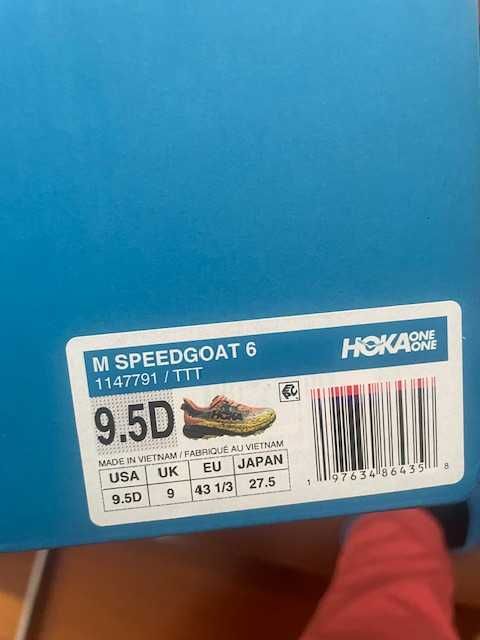 M SPEEDGOAT 6
HOKA ONE ONE
1147791 / TTT
9.5D
MADE IN VIETNAM / FABRIQUÉ AU VIETNAM
USA UK EU JAPAN
9.5D 9 43 1/3 27.5
1 97634 86435 8